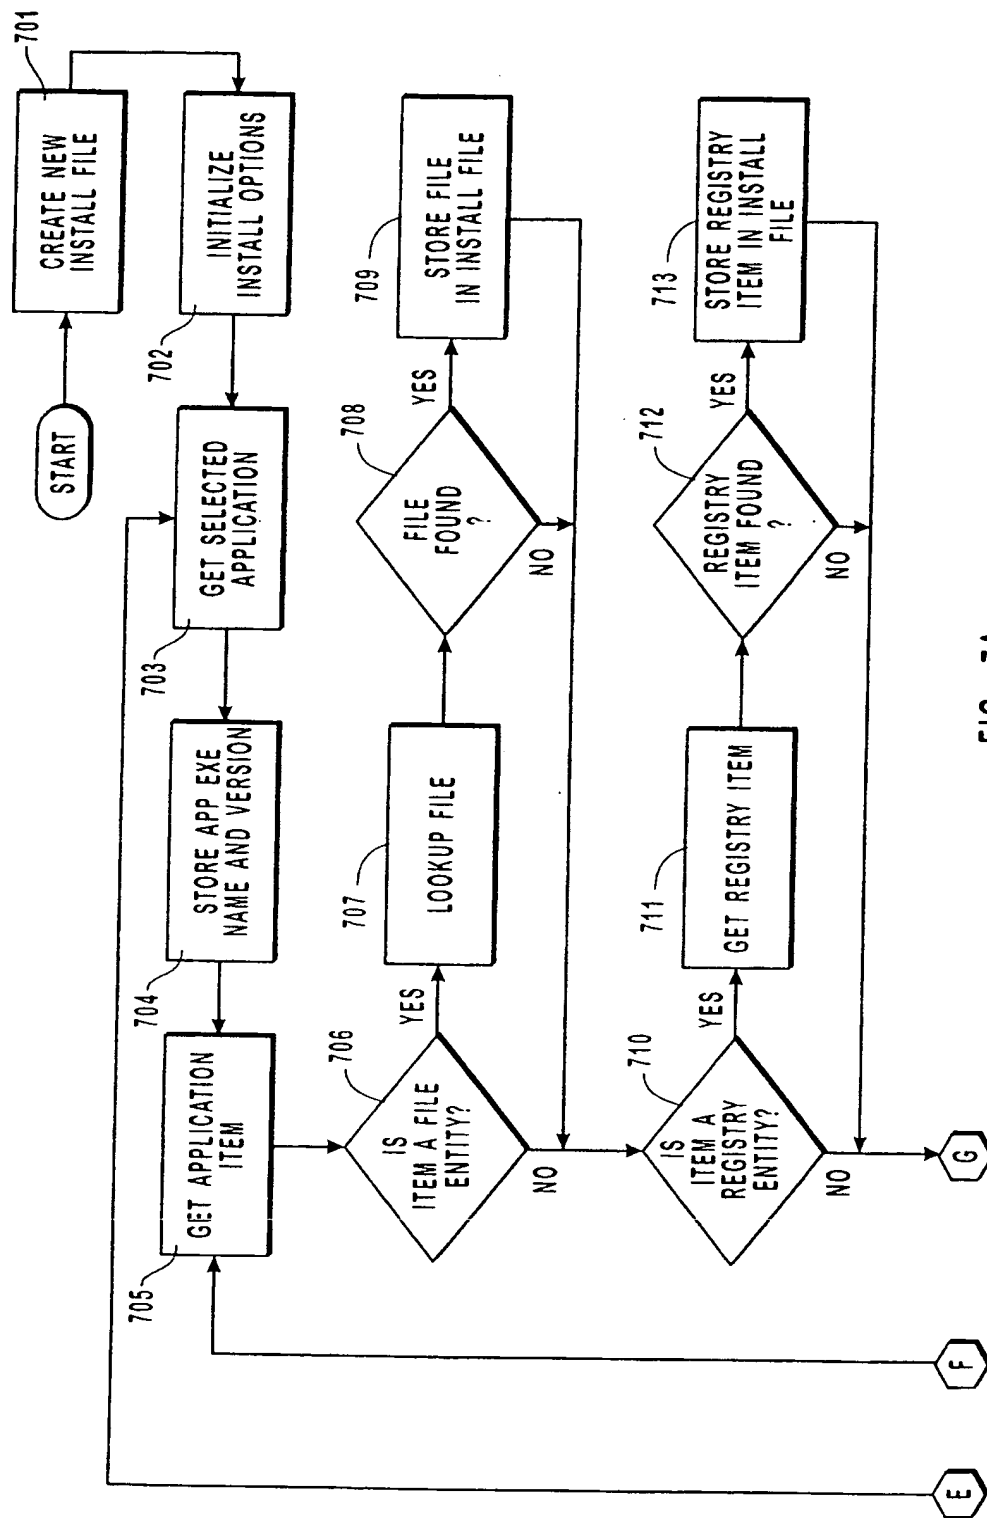 START
701
CREATE NEW
INSTALL FILE
702
INITIALIZE
INSTALL OPTIONS
703
GET SELECTED
APPLICATION
704
STORE APP EXE
NAME AND VERSION
705
GET APPLICATION
ITEM
706
IS
ITEM A FILE
ENTITY?
YES
NO
707
LOOKUP FILE
708
FILE
FOUND
?
YES
NO
709
STORE FILE
IN INSTALL FILE
710
IS
ITEM A
REGISTRY
ENTITY?
YES
NO
711
GET REGISTRY ITEM
712
REGISTRY
ITEM FOUND
?
YES
NO
713
STORE REGISTRY
ITEM IN INSTALL
FILE
E
F
G